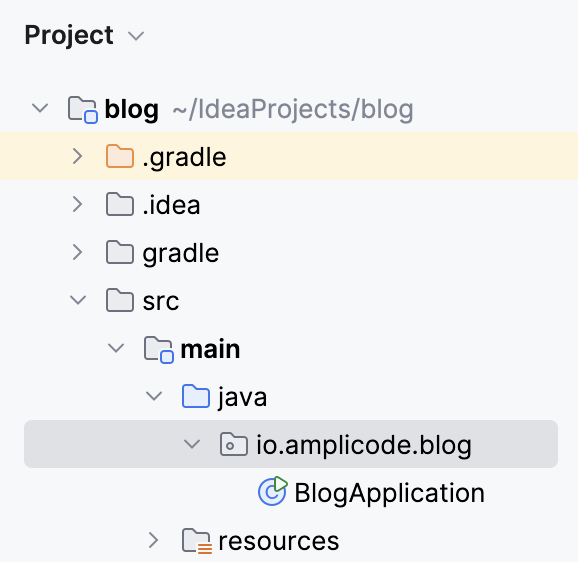 Project
blog ~/IdeaProjects/blog
.gradle
.idea
gradle
src
main
java
io.amplicode.blog
BlogApplication
resources